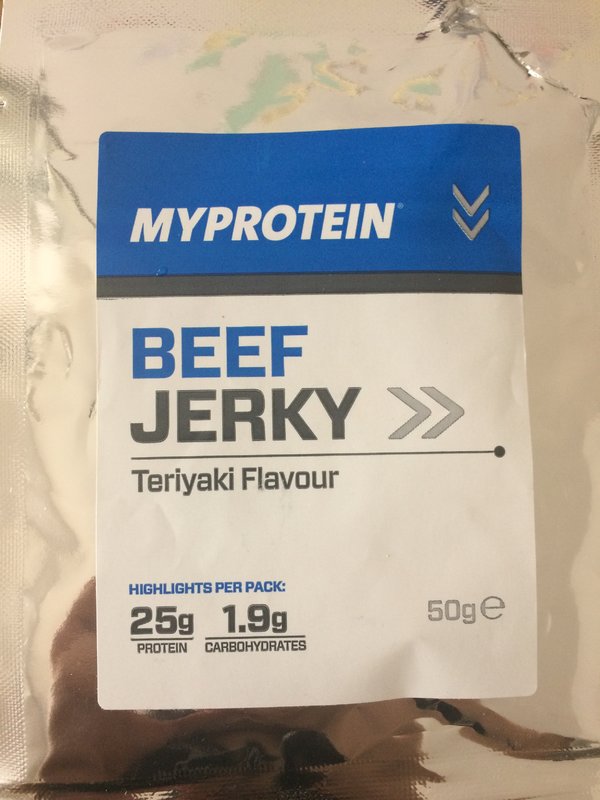 MYPROTEIN®
BEEF
JERKY
Teriyaki Flavour
HIGHLIGHTS PER PACK:
25g 1.9g
PROTEIN CARBOHYDRATES
50g ℮